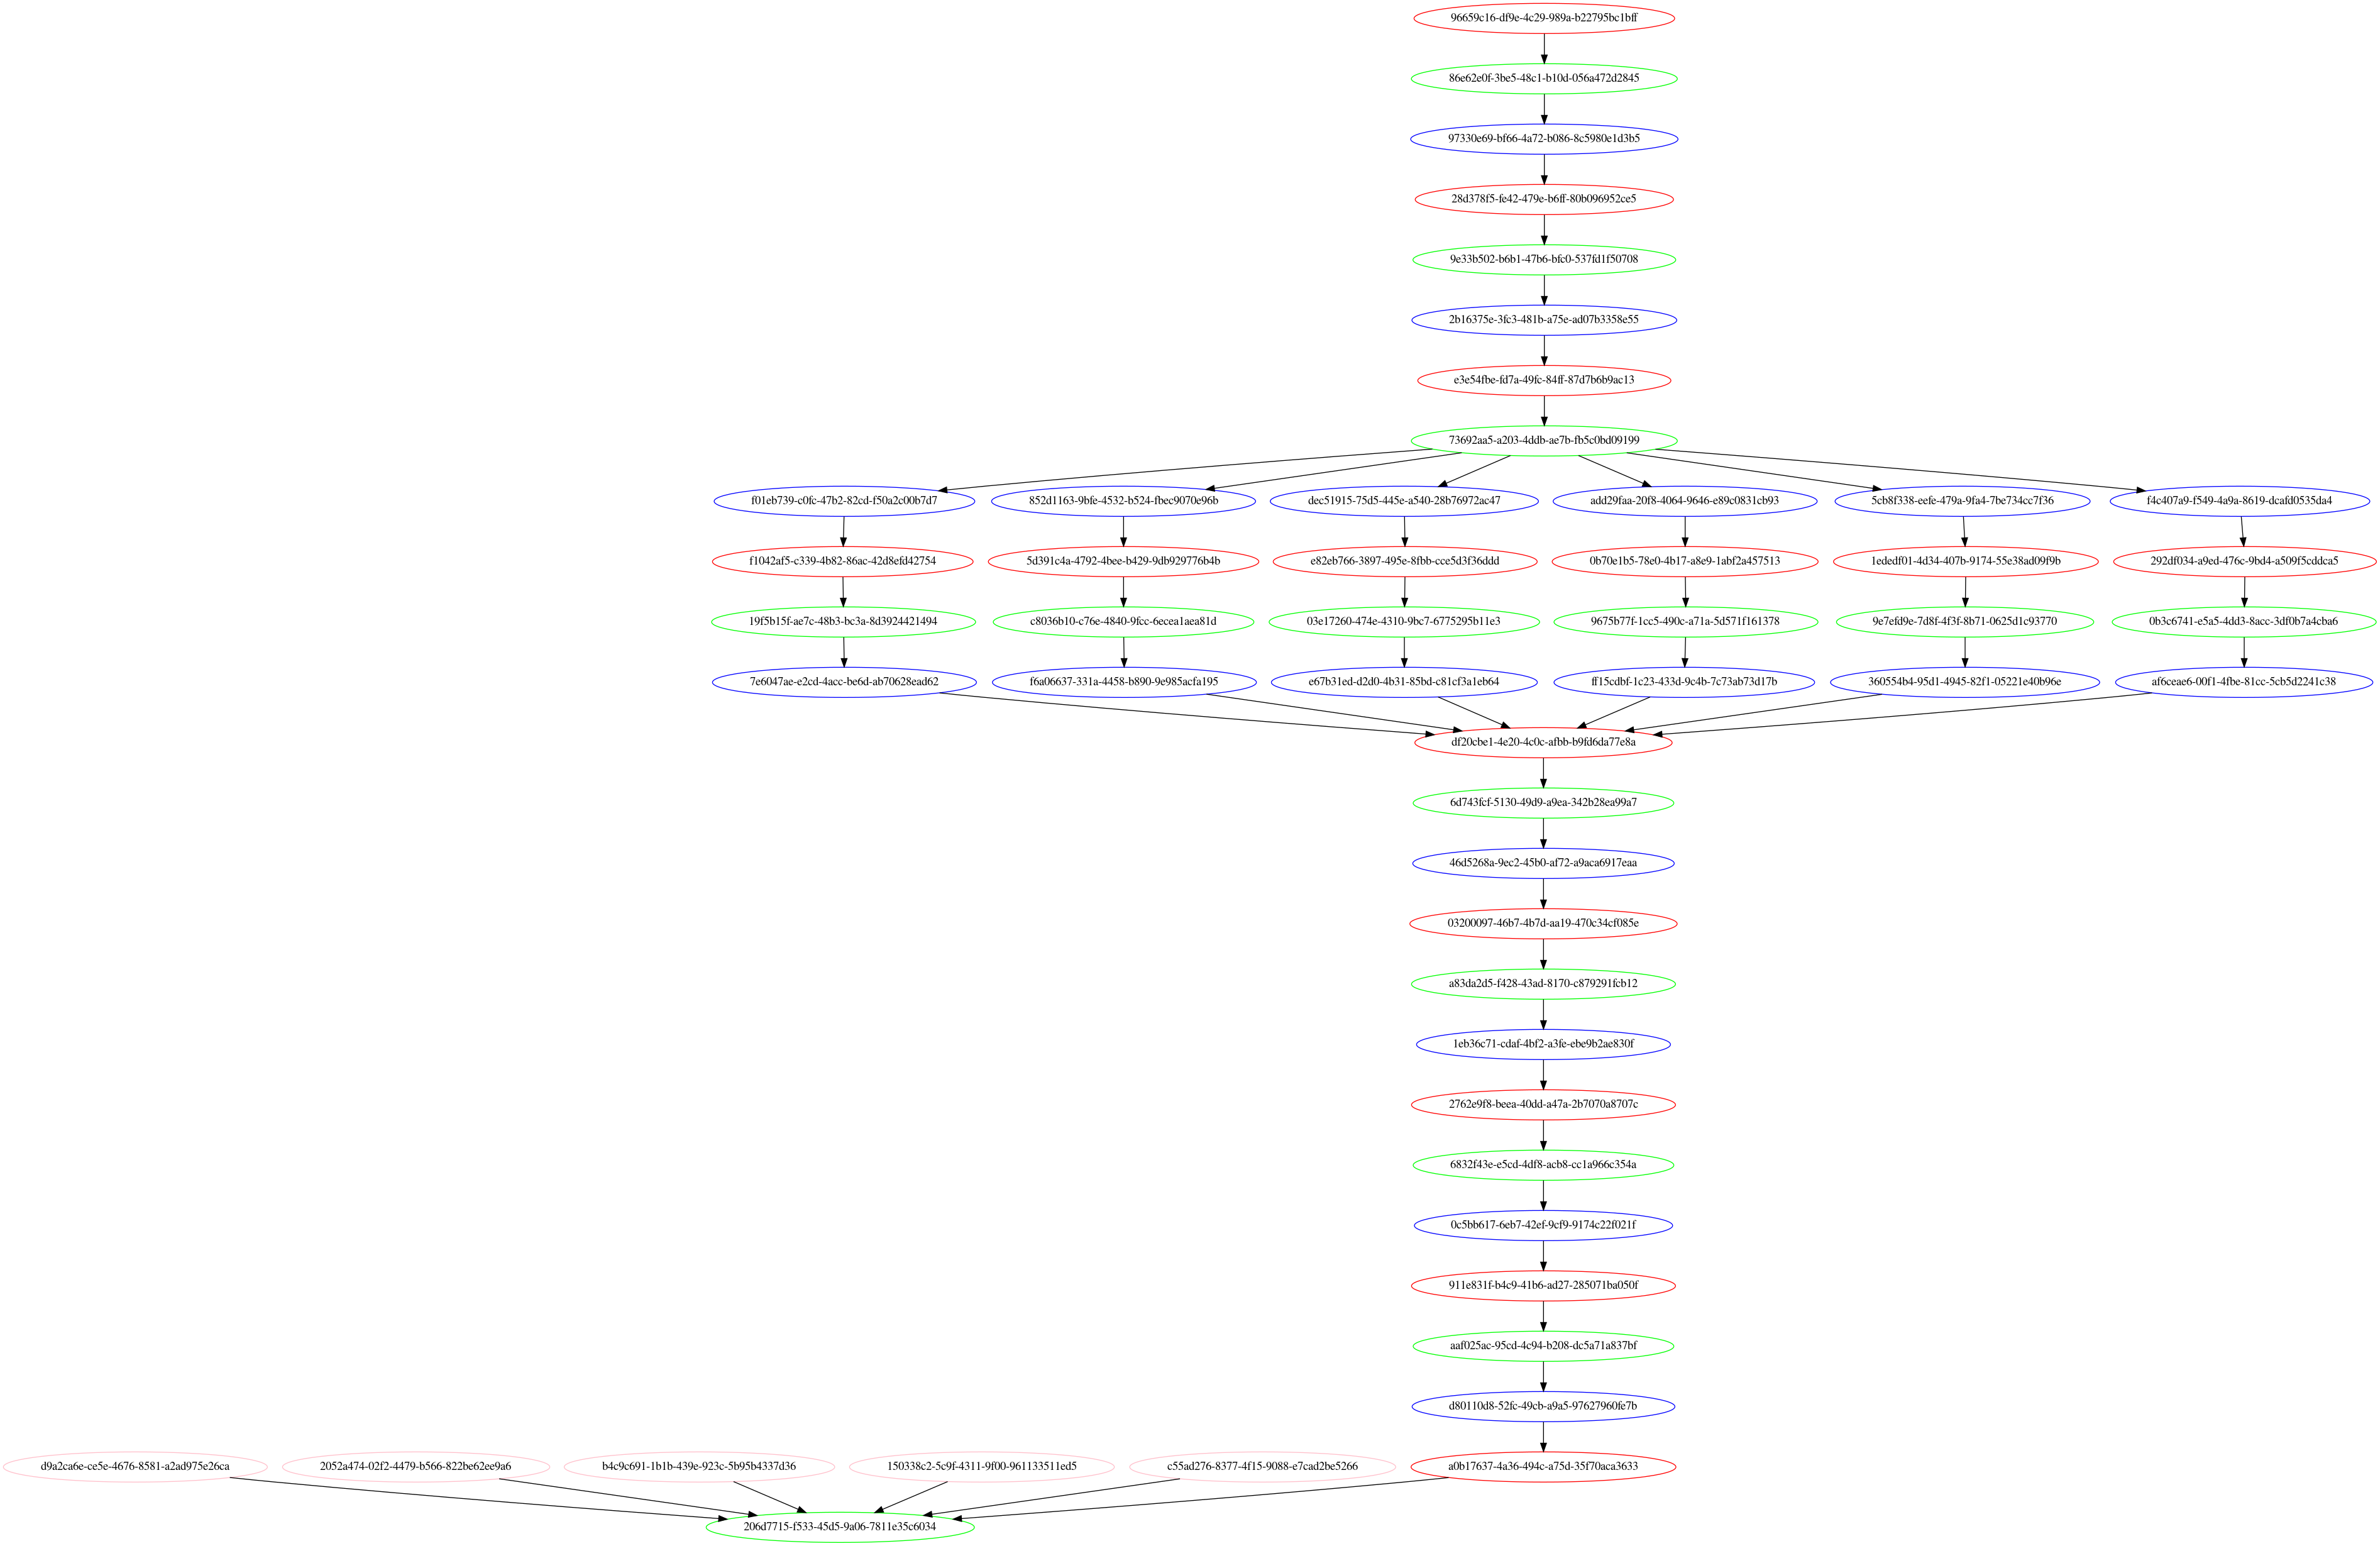 96659c16-df9e-4c29-989a-b22795bc1bff
86e62e0f-3be5-48c1-b10d-056a472d2845
97330e69-bf66-4a72-b086-8c5980e1d3b5
28d378f5-fe42-479e-b6ff-80b096952ce5
9e33b502-b6b1-47b6-bfc0-537fd1f50708
2b16375e-3fc3-481b-a75e-ad07b3358e55
e3e54fbe-fd7a-49fc-84ff-87d7b6b9ac13
73692aa5-a203-4ddb-ae7b-fb5c0bd09199
f01eb739-c0fc-47b2-82cd-f50a2c00b7d7
852d1163-9bfe-4532-b524-fbec9070e96b
dec51915-75d5-445e-a540-28b76972ac47
add29faa-20f8-4064-9646-e89c0831cb93
5cb8f338-eefe-479a-9fa4-7be734cc7f36
f4c407a9-f549-4a9a-8619-dcafd0535da4
f1042af5-c339-4b82-86ac-42d8efd42754
5d391c4a-4792-4bee-b429-9db929776b4b
e82eb766-3897-495e-8fbb-cce5d3f36ddd
0b70e1b5-78e0-4b17-a8e9-1abf2a457513
1ededf01-4d34-407b-9174-55e38ad09f9b
292df034-a9ed-476c-9bd4-a509f5cddca5
19f5b15f-ae7c-48b3-bc3a-8d3924421494
c8036b10-c76e-4840-9fcc-6ecea1aea81d
03e17260-474e-4310-9bc7-6775295b11e3
9675b77f-1cc5-490c-a71a-5d571f161378
9e7efd9e-7d8f-4f3f-8b71-0625d1c93770
0b3c6741-e5a5-4dd3-8acc-3df0b7a4cba6
7e6047ae-e2cd-4acc-be6d-ab70628ead62
f6a06637-331a-4458-b890-9e985acfa195
e67b31ed-d2d0-4b31-85bd-c81cf3a1eb64
ff15cdbf-1c23-433d-9c4b-7c73ab73d17b
360554b4-95d1-4945-82f1-05221e40b96e
af6ceae6-00f1-4fbe-81cc-5cb5d2241c38
df20cbe1-4e20-4c0c-afbb-b9fd6da77e8a
6d743fcf-5130-49d9-a9ea-342b28ea99a7
46d5268a-9ec2-45b0-af72-a9aca6917eaa
03200097-46b7-4b7d-aa19-470c34cf085e
a83da2d5-f428-43ad-8170-c879291fcb12
1eb36c71-cdaf-4bf2-a3fe-ebe9b2ae830f
2762e9f8-beea-40dd-a47a-2b7070a8707c
6832f43e-e5cd-4df8-acb8-cc1a966c354a
0c5bb617-6eb7-42ef-9cf9-9174c22f021f
911e831f-b4c9-41b6-ad27-285071ba050f
aaf025ac-95cd-4c94-b208-dc5a71a837bf
d80110d8-52fc-49cb-a9a5-97627960fe7b
d9a2ca6e-ce5e-4676-8581-a2ad975e26ca
2052a474-02f2-4479-b566-822be62ee9a6
b4c9c691-1b1b-439e-923c-5b95b4337d36
150338c2-5c9f-4311-9f00-961133511ed5
c55ad276-8377-4f15-9088-e7cad2be5266
a0b17637-4a36-494c-a75d-35f70aca3633
206d7715-f533-45d5-9a06-7811e35c6034